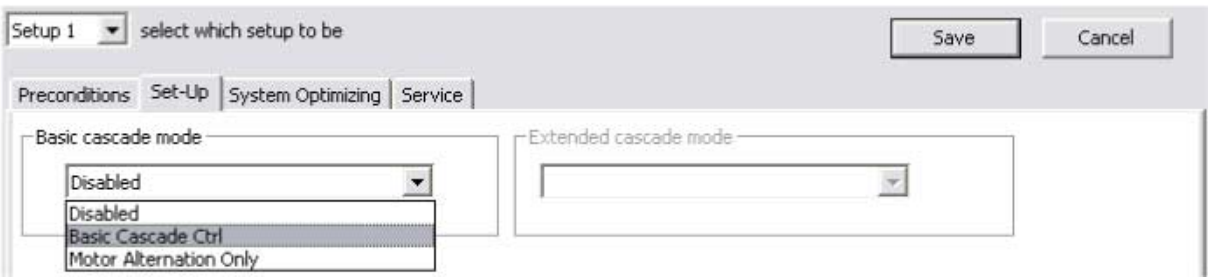 Setup 1 select which setup to be Save Cancel
Preconditions Set-Up System Optimizing Service
Basic cascade mode Extended cascade mode
Disabled
Disabled
Basic Cascade Ctrl
Motor Alternation Only